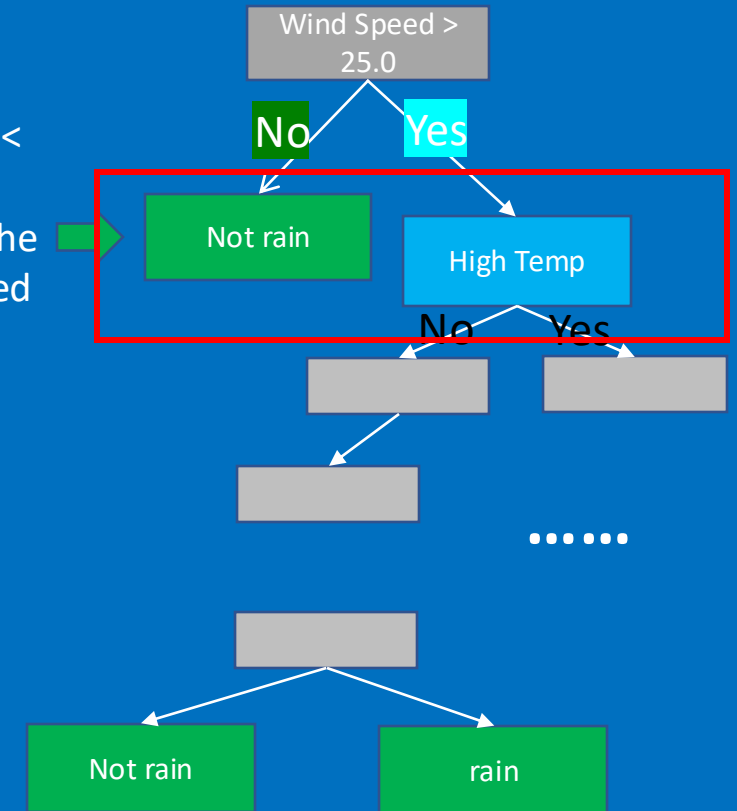 Wind Speed >
25.0
No
Yes
<
Not rain
he
ed
High Temp
No
Yes
......
Not rain
rain